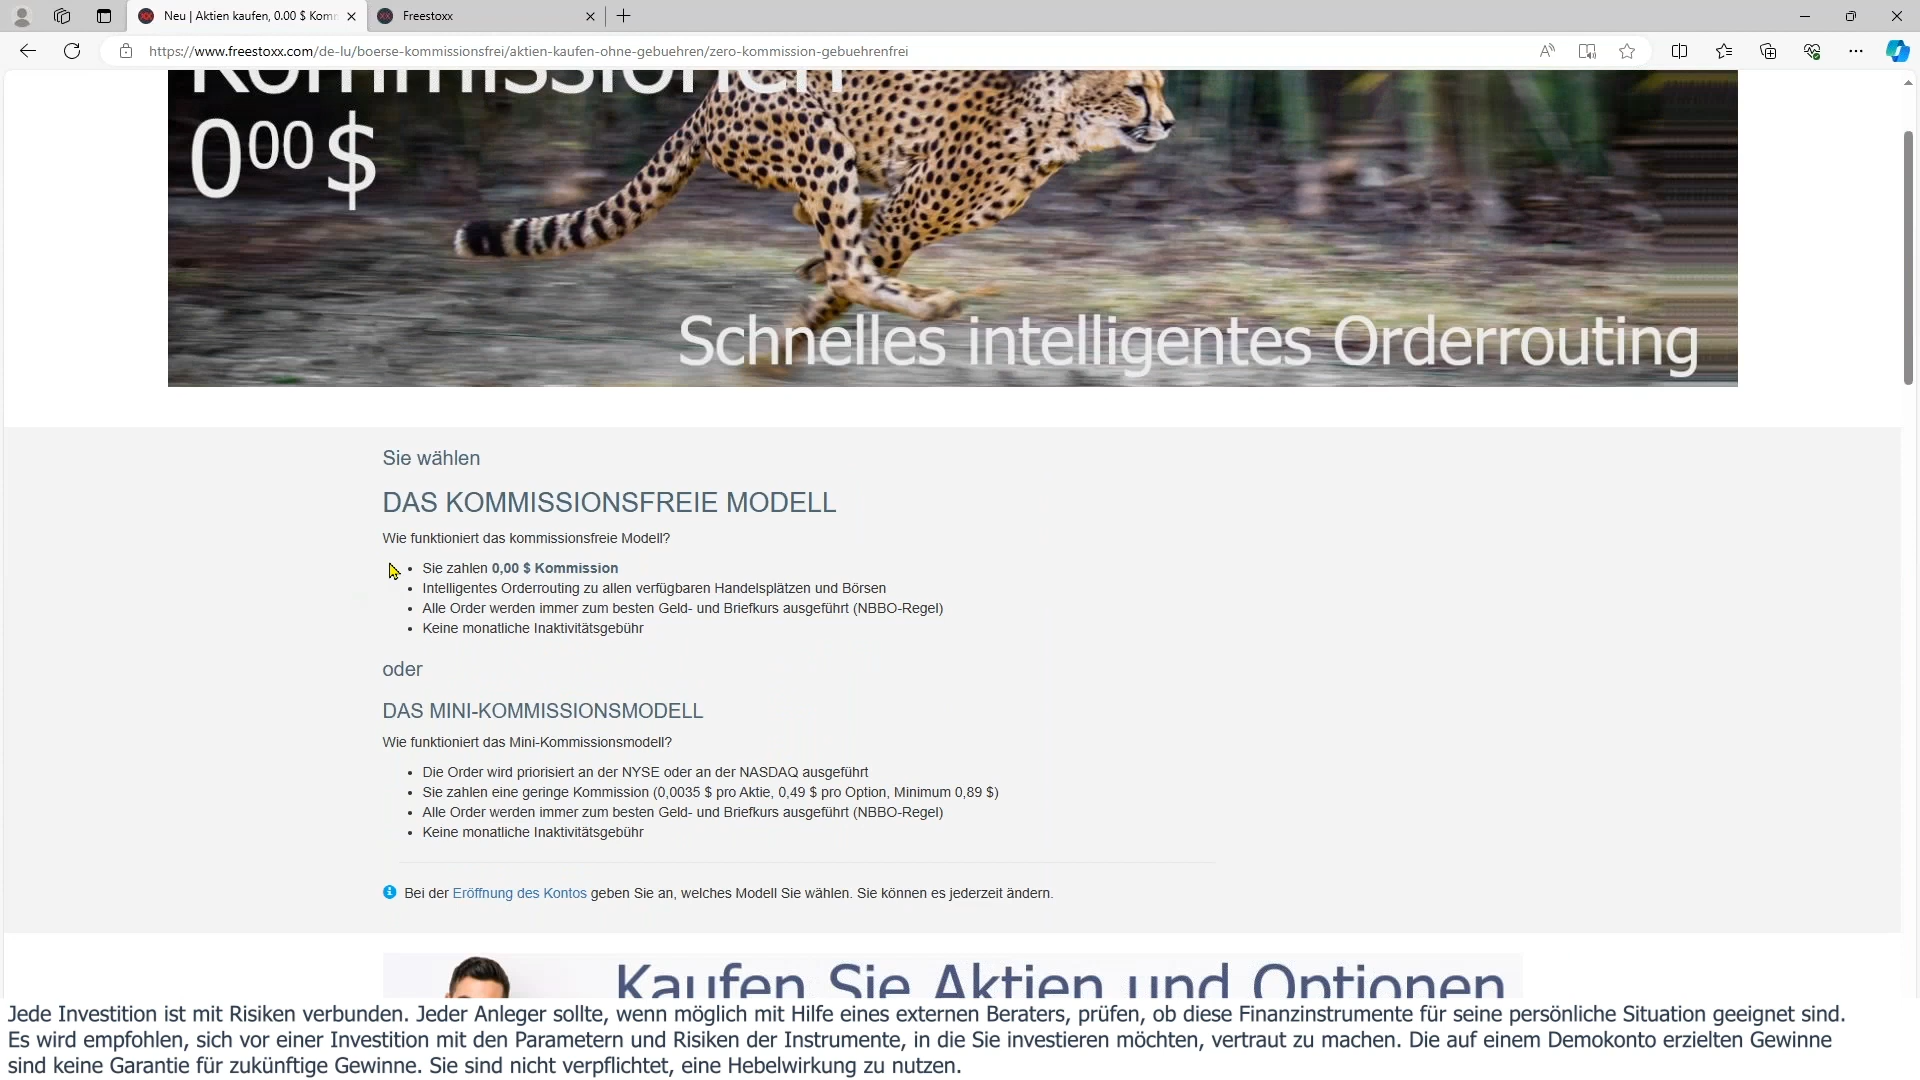 Neu | Aktien kaufen, 0.00 $ Kom
Freestoxx
https://www.freestoxx.com/de-lu/boerse-kommissionsfrei/aktien-kaufen-ohne-gebuehren/zero-kommission-gebuehrenfrei
Kommissionen
0⁰⁰ $
Schnelles intelligentes Orderrouting
Sie wählen
DAS KOMMISSIONSFREIE MODELL
Wie funktioniert das kommissionsfreie Modell?
• Sie zahlen 0,00 $ Kommission
• Intelligentes Orderrouting zu allen verfügbaren Handelsplätzen und Börsen
• Alle Order werden immer zum besten Geld- und Briefkurs ausgeführt (NBBO-Regel)
• Keine monatliche Inaktivitätsgebühr
oder
DAS MINI-KOMMISSIONSMODELL
Wie funktioniert das Mini-Kommissionsmodell?
• Die Order wird priorisiert an der NYSE oder an der NASDAQ ausgeführt
• Sie zahlen eine geringe Kommission (0,0035 $ pro Aktie, 0,49 $ pro Option, Minimum 0,89 $)
• Alle Order werden immer zum besten Geld- und Briefkurs ausgeführt (NBBO-Regel)
• Keine monatliche Inaktivitätsgebühr
Bei der Eröffnung des Kontos geben Sie an, welches Modell Sie wählen. Sie können es jederzeit ändern.
Kaufen Sie Aktien und Optionen
Jede Investition ist mit Risiken verbunden. Jeder Anleger sollte, wenn möglich mit Hilfe eines externen Beraters, prüfen, ob diese Finanzinstrumente für seine persönliche Situation geeignet sind.
Es wird empfohlen, sich vor einer Investition mit den Parametern und Risiken der Instrumente, in die Sie investieren möchten, vertraut zu machen. Die auf einem Demokonto erzielten Gewinne
sind keine Garantie für zukünftige Gewinne. Sie sind nicht verpflichtet, eine Hebelwirkung zu nutzen.